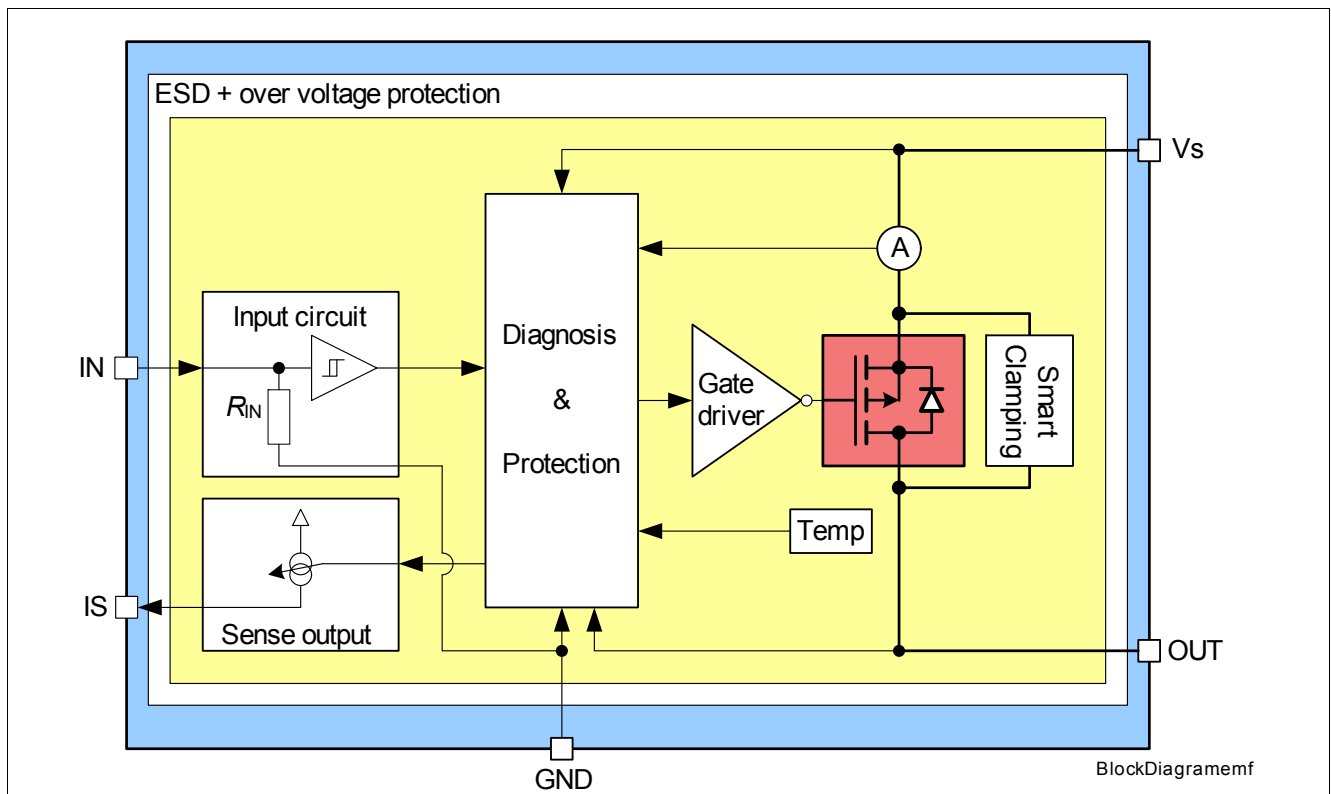 ESD + over voltage protection
Vs
A
Input circuit
IN
R_IN
Diagnosis
&
Protection
Gate
driver
Smart
Clamping
Temp
IS
Sense output
OUT
GND
BlockDiagramemf